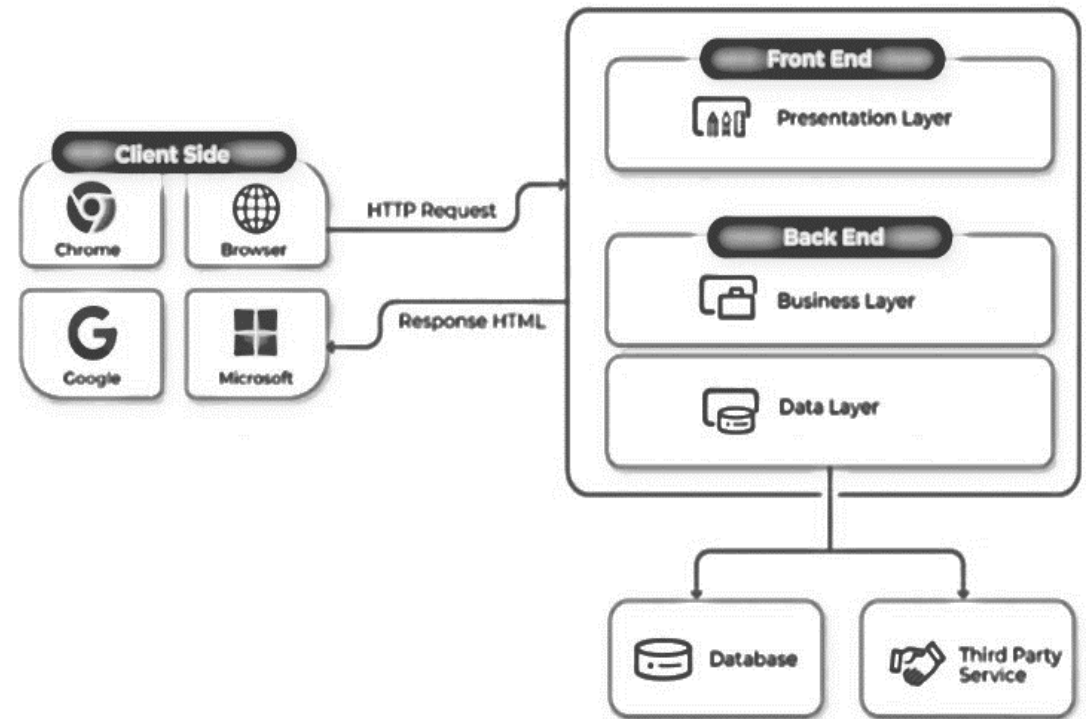 Front End
Presentation Layer
Client Side
Chrome
Browser
HTTP Request
Back End
Business Layer
Response HTML
Google
Microsoft
Data Layer
Database
Third Party
Service